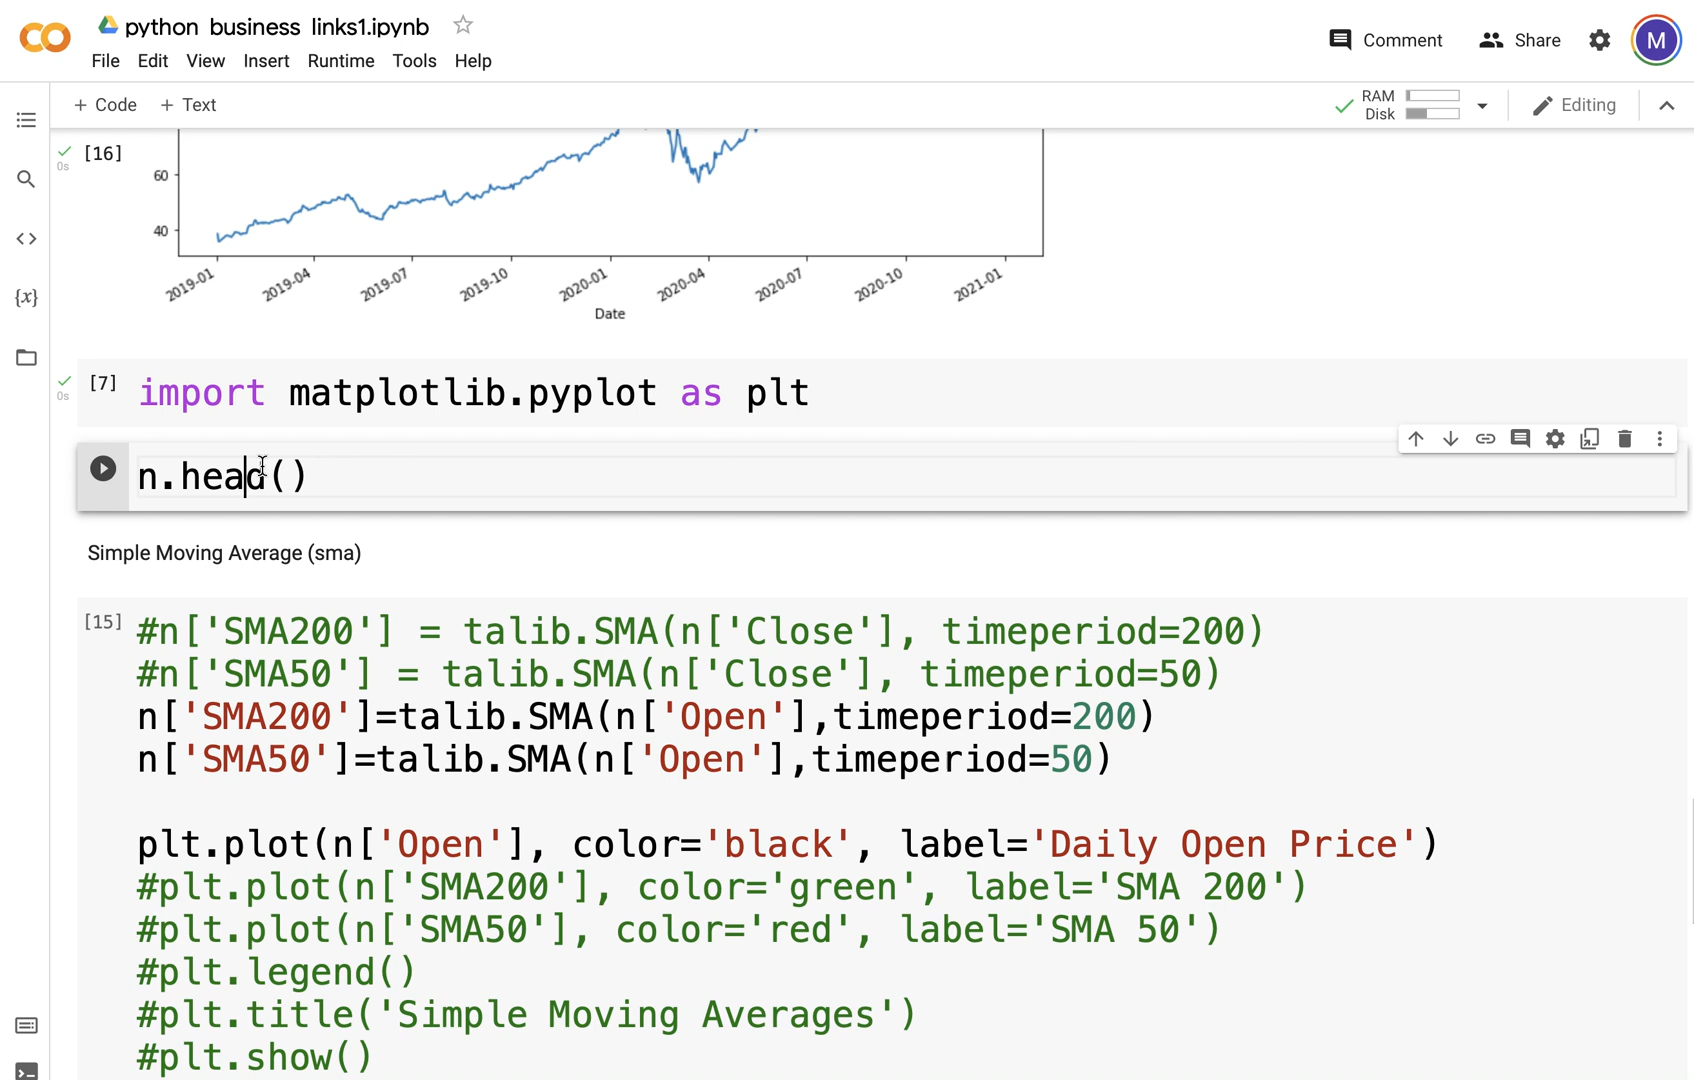 python business links1.ipynb
Comment
Share
M
File Edit View Insert Runtime Tools Help
+ Code + Text
RAM
Disk
Editing
[16]
0s
60
40
2019-01 2019-04 2019-07 2019-10 2020-01 2020-04 2020-07 2020-10 2021-01
Date
{x}
[7] import matplotlib.pyplot as plt
0s
n.head()
Simple Moving Average (sma)
[15] #n['SMA200'] = talib.SMA(n['Close'], timeperiod=200)
#n['SMA50'] = talib.SMA(n['Close'], timeperiod=50)
n['SMA200']=talib.SMA(n['Open'],timeperiod=200)
n['SMA50']=talib.SMA(n['Open'],timeperiod=50)
plt.plot(n['Open'], color='black', label='Daily Open Price')
#plt.plot(n['SMA200'], color='green', label='SMA 200')
#plt.plot(n['SMA50'], color='red', label='SMA 50')
#plt.legend()
#plt.title('Simple Moving Averages')
#plt.show()